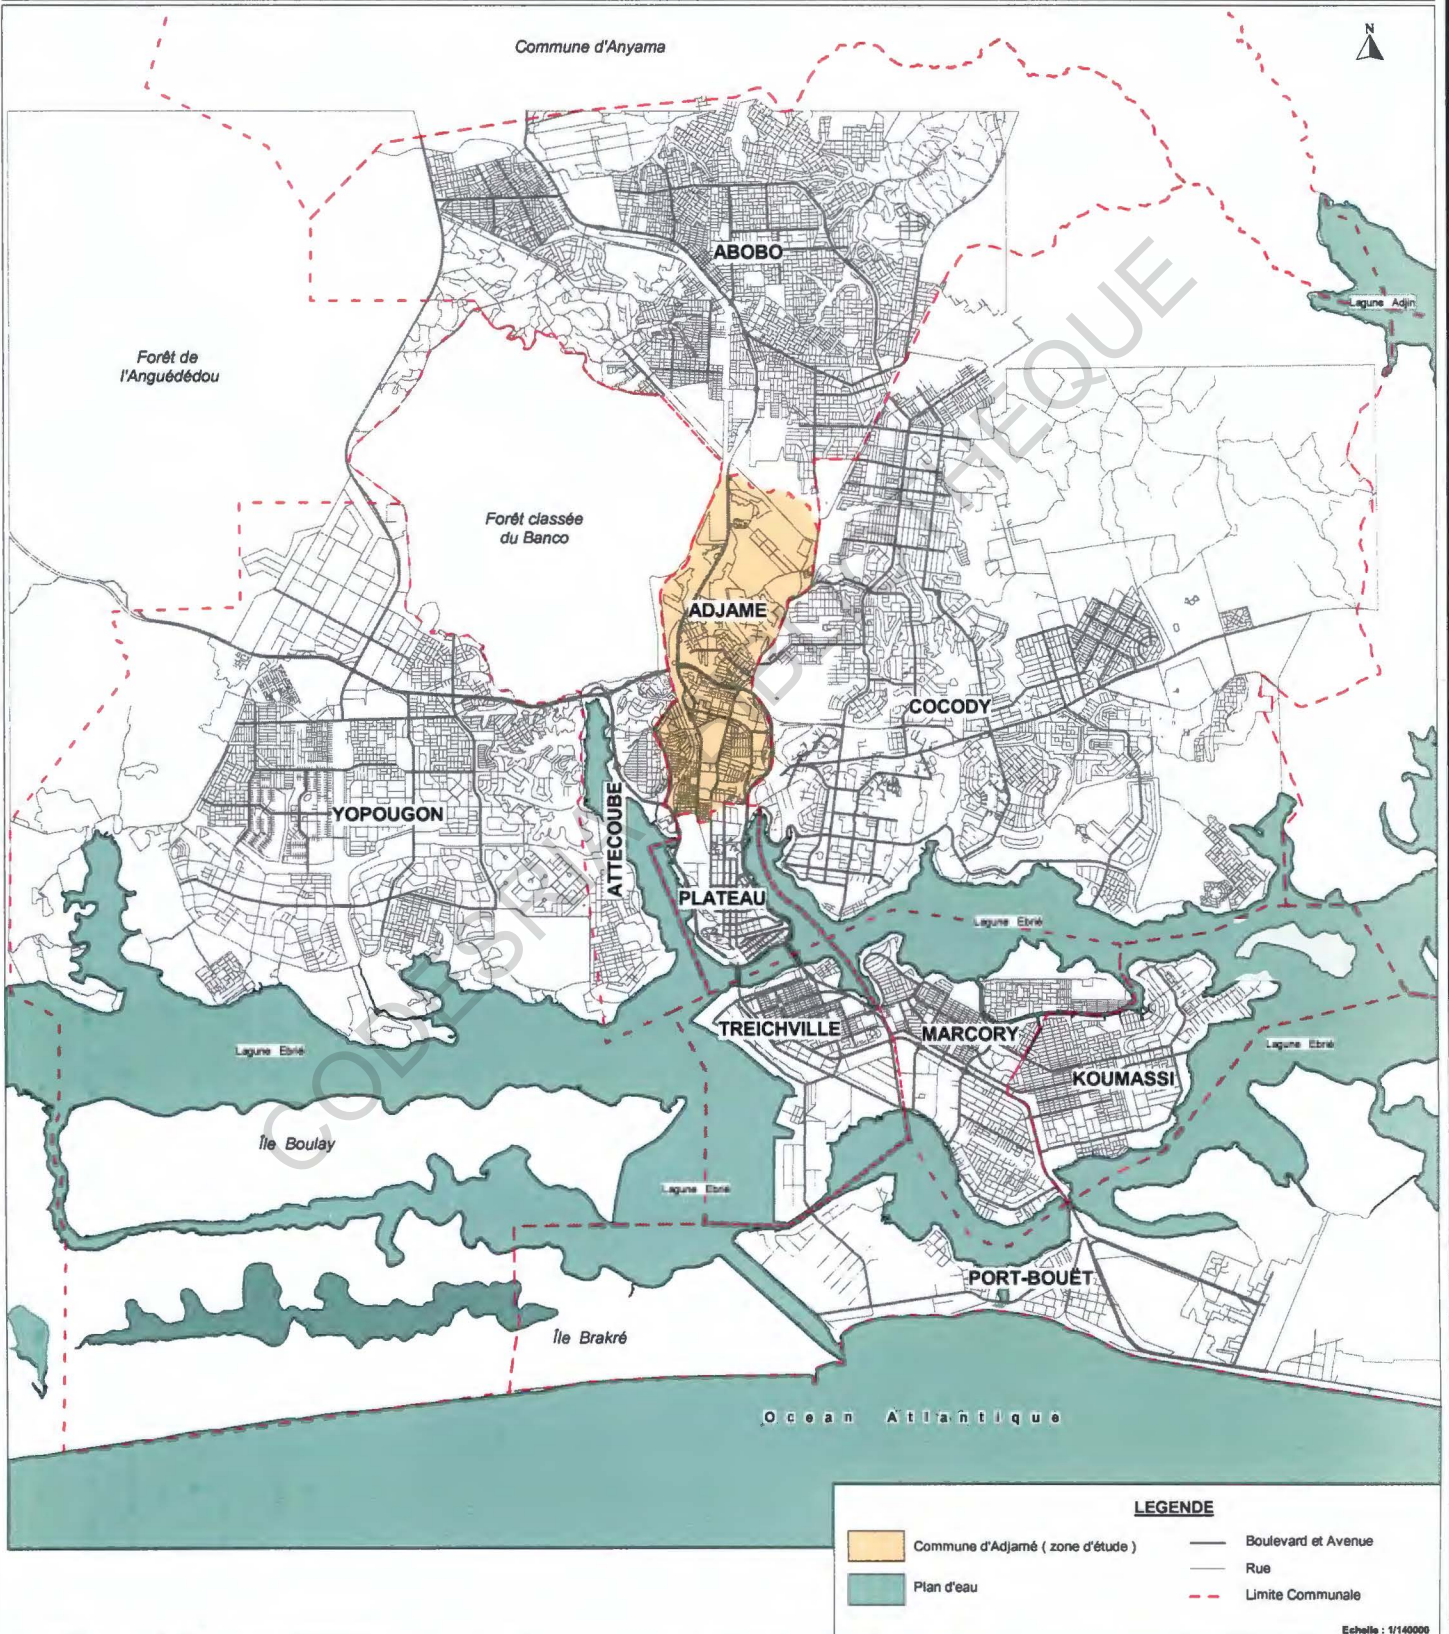 N
Commune d'Anyama
ABOBO
Lagune Adjin
Forêt de
l'Anguédédou
Forêt classée
du Banco
ADJAME
COCODY
YOPOUGON
ATTECOUBE
PLATEAU
Lagune Ebrié
TREICHVILLE
MARCORY
Lagune Ebrié
Lagune Ebrié
KOUMASSI
Île Boulay
Lagune Ebrié
PORT-BOUËT
Île Brakré
Ocean Atlantique
LEGENDE
Commune d'Adjamé ( zone d'étude )
Plan d'eau
Boulevard et Avenue
Rue
Limite Communale
Echelle : 1/140000